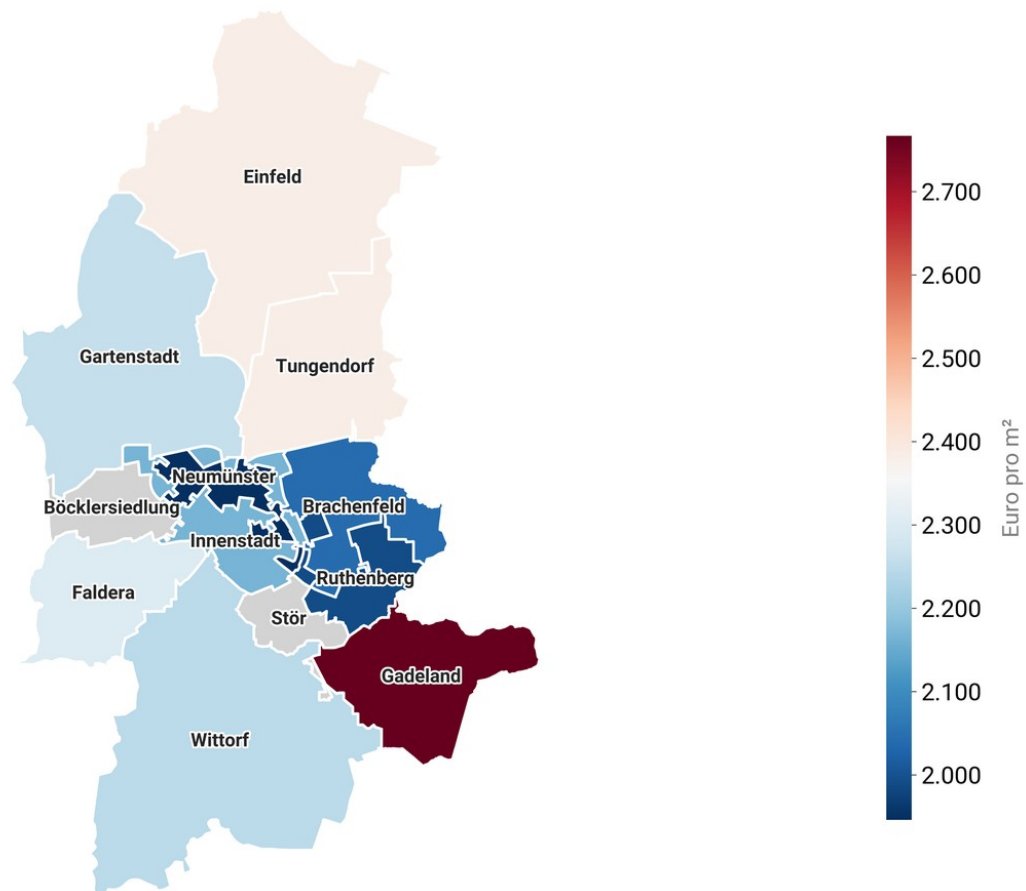 Einfeld
Gartenstadt
Tungendorf
Neumünster
Böcklersiedlung
Brachenfeld
Innenstadt
Ruthenberg
Faldera
Stör
Gadeland
Wittorf
2.700
2.600
2.500
2.400
2.300
2.200
2.100
2.000
Euro pro m²